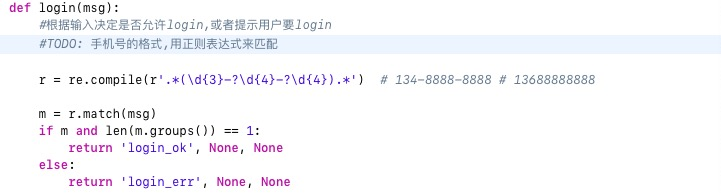 def login(msg):
    #根据输入决定是否允许login,或者提示用户要login
    #TODO: 手机号的格式,用正则表达式来匹配
    r = re.compile(r'.*(\d{3}-?\d{4}-?\d{4}).*')  # 134-8888-8888 # 13688888888
    m = r.match(msg)
    if m and len(m.groups()) == 1:
        return 'login_ok', None, None
    else:
        return 'login_err', None, None